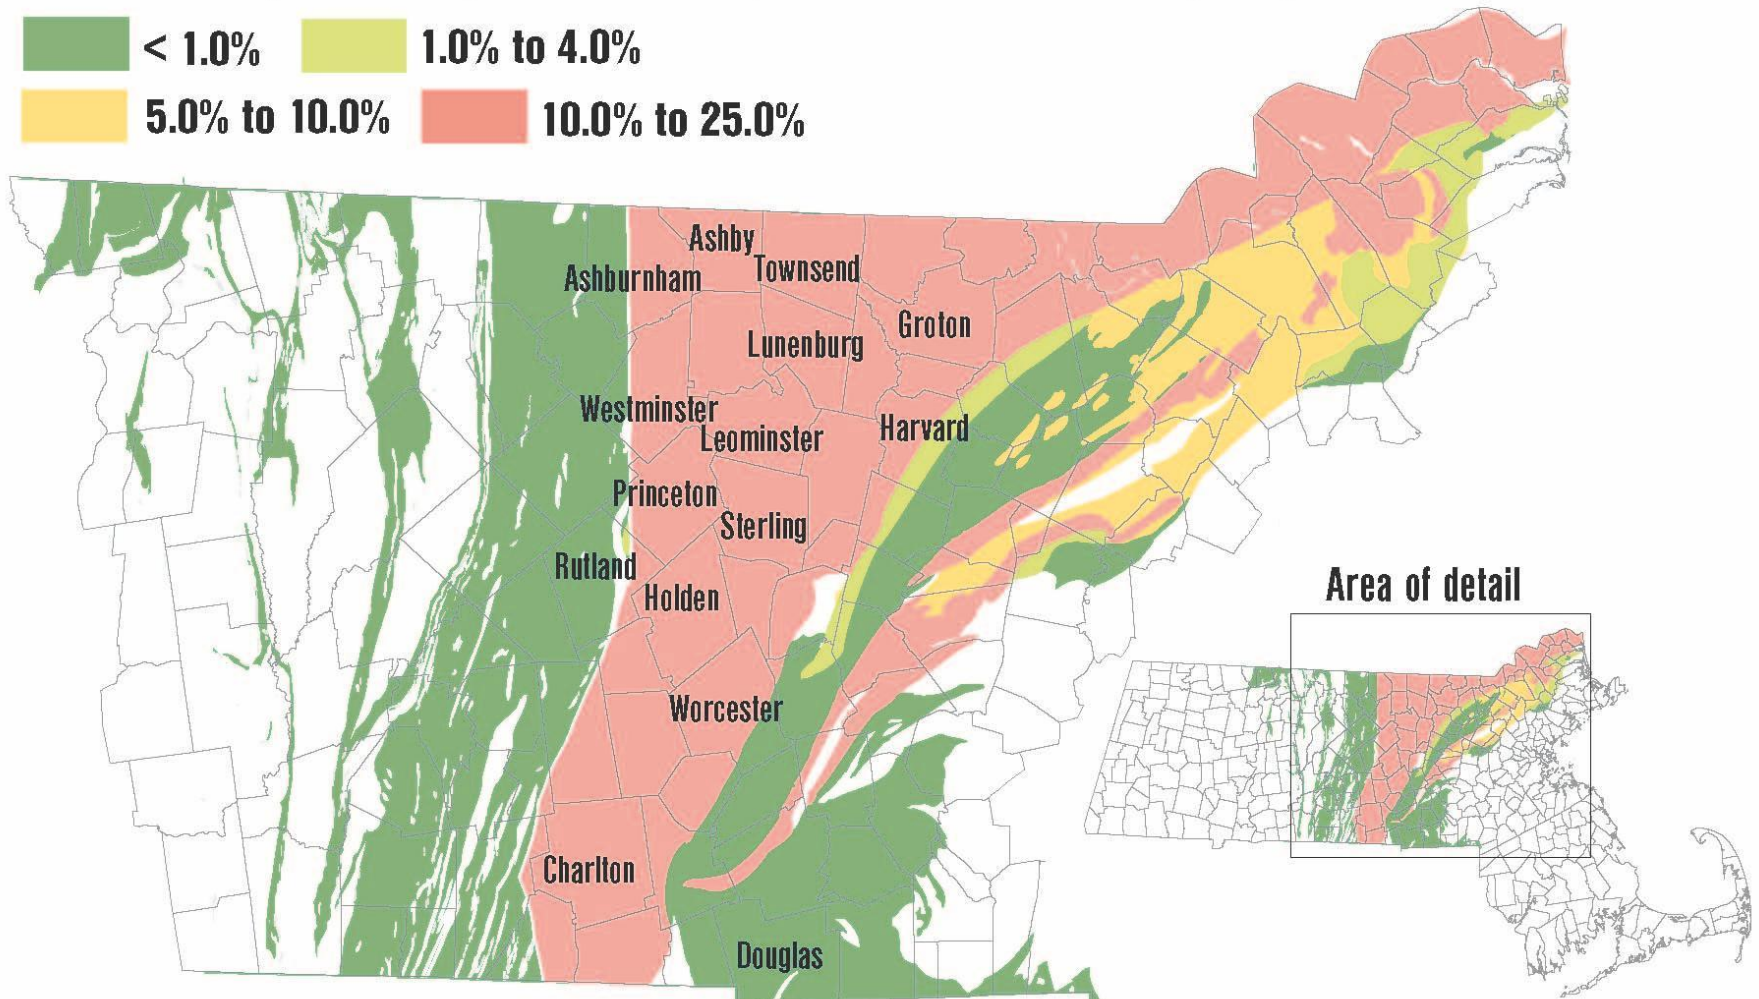 < 1.0% 1.0% to 4.0%
5.0% to 10.0% 10.0% to 25.0%
Ashby
Townsend
Ashburnham
Groton
Lunenburg
Westminster
Leominster
Harvard
Princeton
Sterling
Rutland
Holden
Area of detail
Worcester
Charlton
Douglas